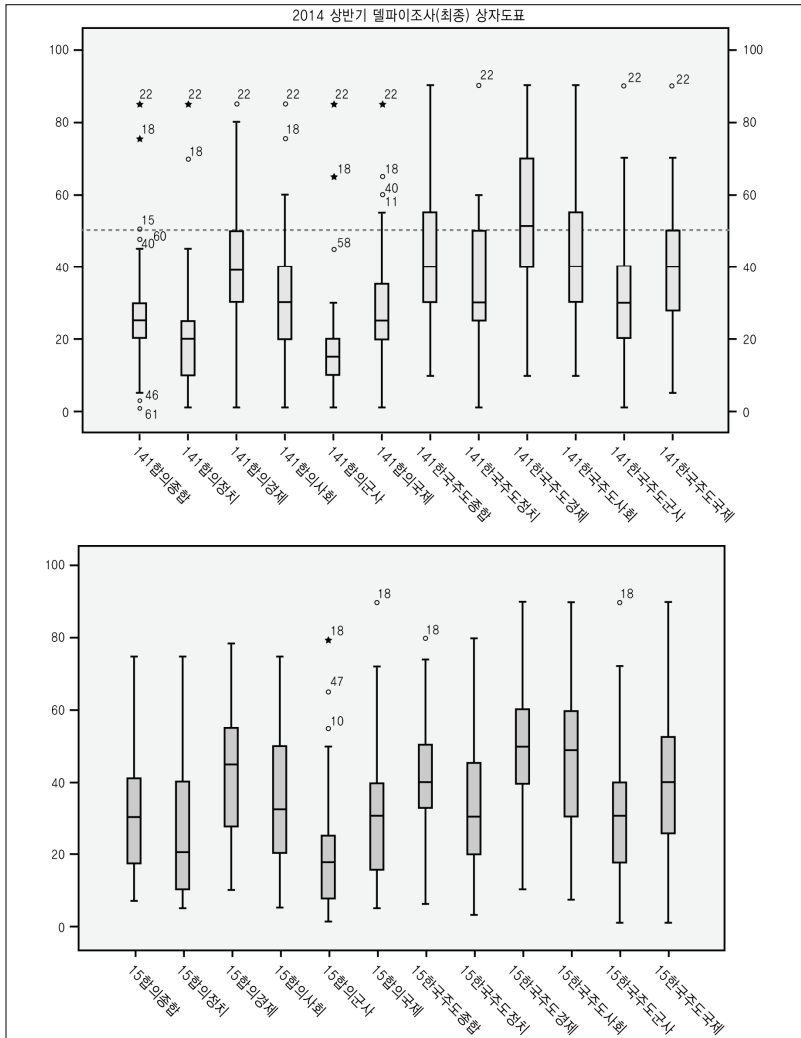 2014 상반기 델파이조사(최종) 상자도표
100
80
60
40
20
0
100
80
60
40
20
0
22
18
15
60
40
46
61
22
18
22
22
18
22
18
58
22
18
40
11
22
22
22
141합의종합
141합의정치
141합의경제
141합의사회
141합의군사
141합의국제
141한국주도종합
141한국주도정치
141한국주도경제
141한국주도사회
141한국주도군사
141한국주도국제
100
80
60
40
20
0
18
47
10
18
18
18
15합의종합
15합의정치
15합의경제
15합의사회
15합의군사
15합의국제
15한국주도종합
15한국주도정치
15한국주도경제
15한국주도사회
15한국주도군사
15한국주도국제